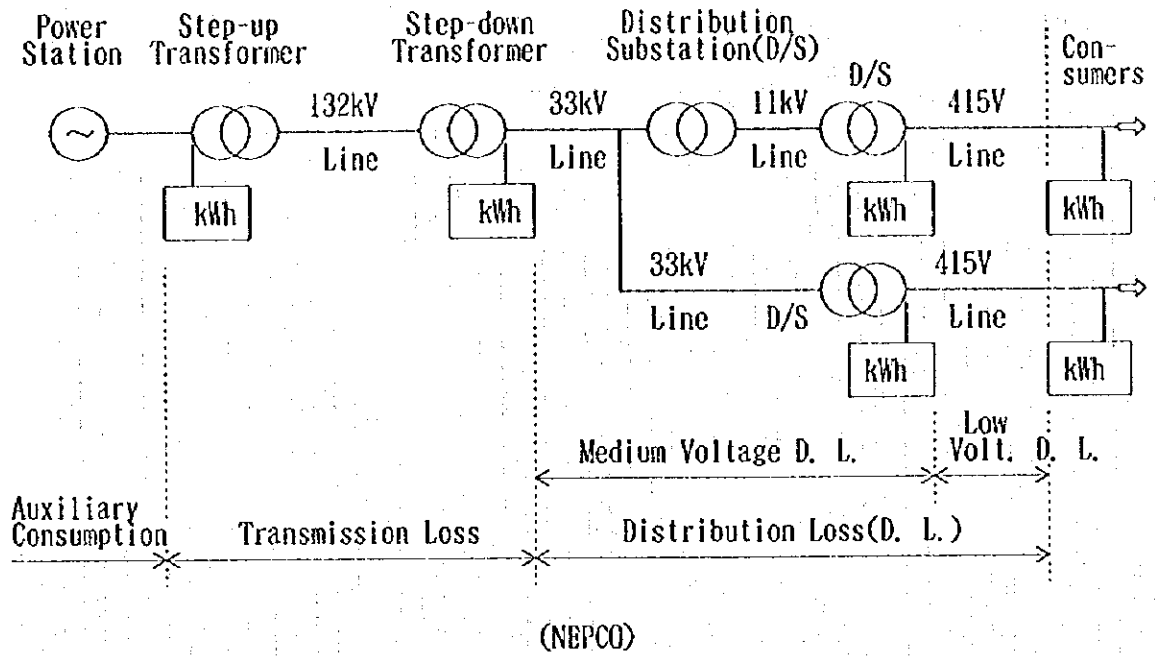 Power
Station
Step-up
Transformer
Step-down
Transformer
Distribution
Substation(D/S)
D/S
Con-
sumers
132kV
Line
33kV
Line
11kV
Line
415V
Line
kWh
kWh
kWh
kWh
33kV
Line
D/S
415V
Line
kWh
kWh
Medium Voltage D. L.
Low
Volt. D. L.
Auxiliary
Consumption
Transmission Loss
Distribution Loss(D. L.)
(NEPCO)